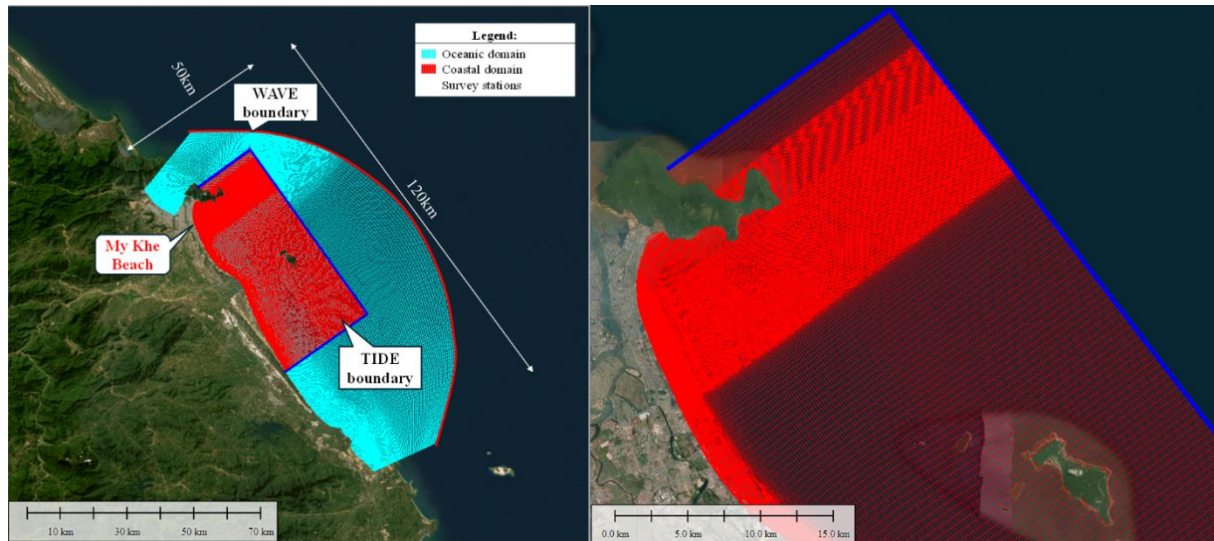 Legend:
Oceanic domain
Coastal domain
Survey stations
50km
WAVE
boundary
120km
My Khe
Beach
TIDE
boundary
10 km 30 km 50 km 70 km
0.0 km 5.0 km 10.0 km 15.0 km